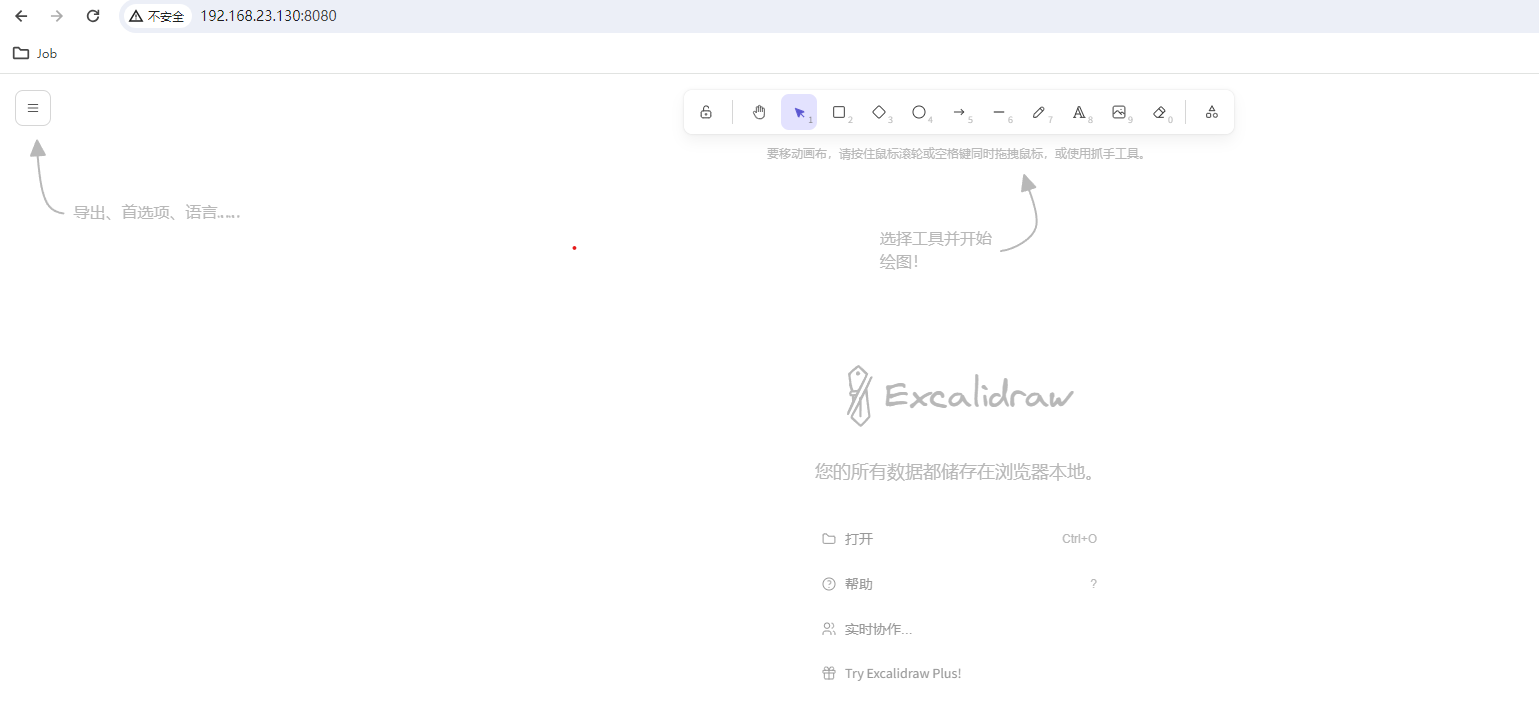 不安全 192.168.23.130:8080
Job
1 2 3 4 5 6 7 8 9 0
要移动画布，请按住鼠标滚轮或空格键同时拖拽鼠标，或使用抓手工具。
导出、首选项、语言……
选择工具并开始
绘图！
Excalidraw
您的所有数据都储存在浏览器本地。
打开 Ctrl+O
帮助 ?
实时协作...
Try Excalidraw Plus!